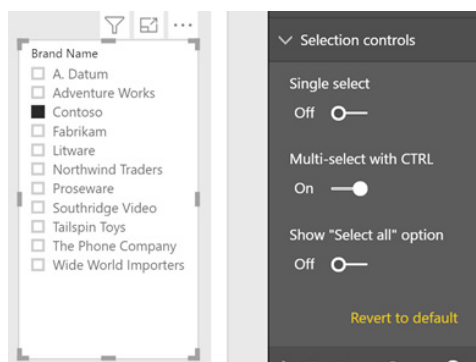 Brand Name
A. Datum
Adventure Works
Contoso
Fabrikam
Litware
Northwind Traders
Proseware
Southridge Video
Tailspin Toys
The Phone Company
Wide World Importers
Selection controls
Single select
Off
Multi-select with CTRL
On
Show "Select all" option
Off
Revert to default